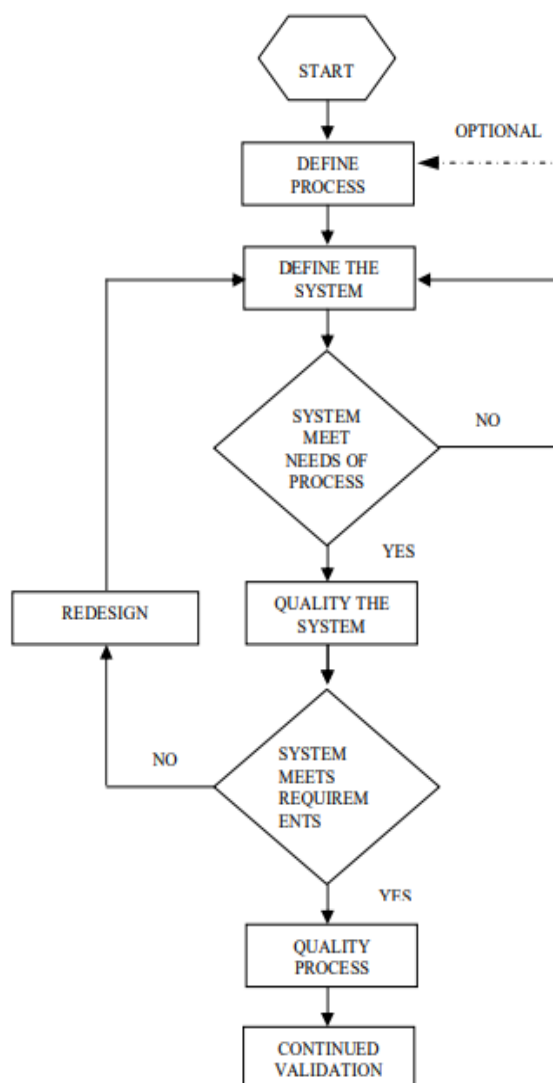 START
OPTIONAL
DEFINE
PROCESS
DEFINE THE
SYSTEM
SYSTEM
MEET
NEEDS OF
PROCESS
NO
YES
REDESIGN
QUALITY THE
SYSTEM
NO
SYSTEM
MEETS
REQUIREM
ENTS
YES
QUALITY
PROCESS
CONTINUED
VALIDATION